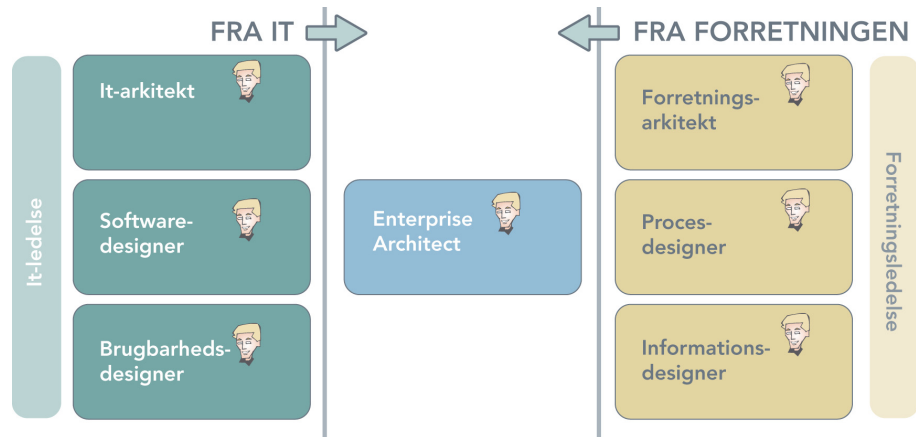 FRA IT
FRA FORRETNINGEN
It-ledelse
It-arkitekt
Software-
designer
Brugbarheds-
designer
Enterprise
Architect
Forretnings-
arkitekt
Proces-
designer
Informations-
designer
Forretningsledelse